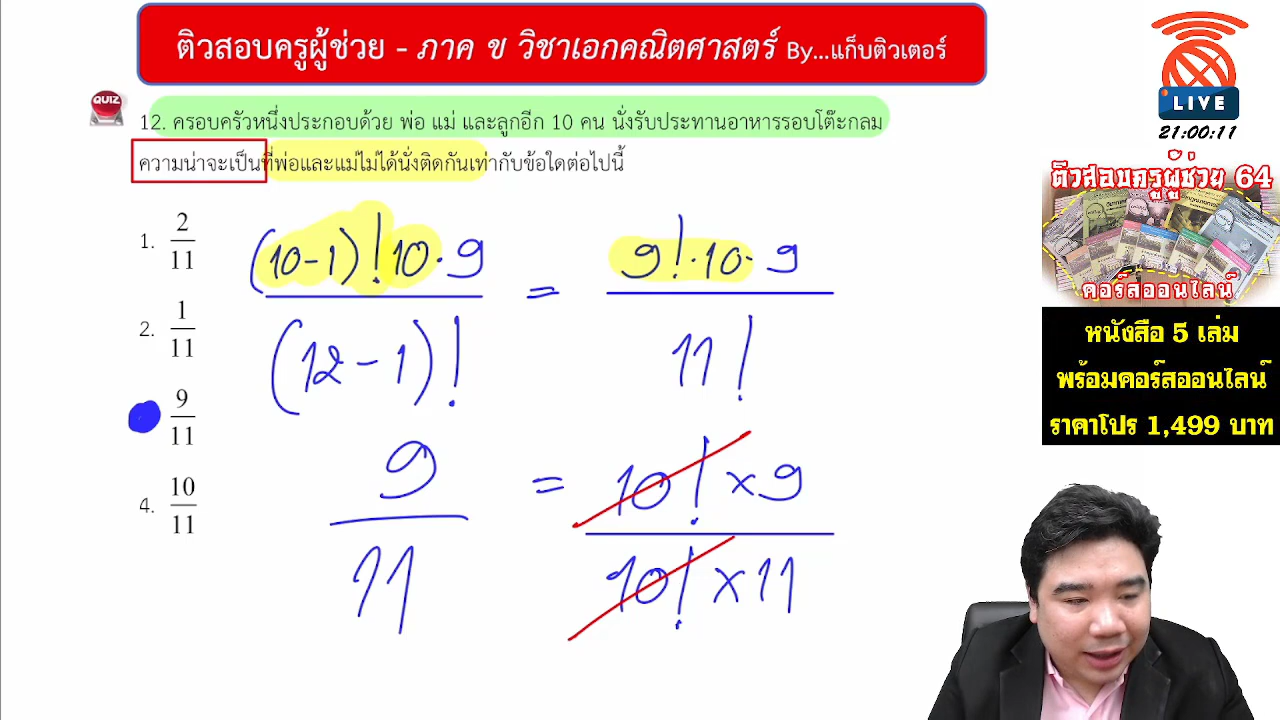 ติวสอบครูผู้ช่วย - ภาค ข วิชาเอกคณิตศาสตร์ By...แก็บติวเตอร์
LIVE
21:00:11
QUIZ
12. ครอบครัวหนึ่งประกอบด้วย พ่อ แม่ และลูกอีก 10 คน นั่งรับประทานอาหารรอบโต๊ะกลม
ความน่าจะเป็นที่พ่อและแม่ไม่ได้นั่งติดกันเท่ากับข้อใดต่อไปนี้
1. 2/11
2. 1/11
9/11
4. 10/11
(10-1)!10·9 / (12-1)! = 9!·10·9 / 11!
9/11 = 10!×9 / 10!×11
ติวสอบครูผู้ช่วย 64
คอร์สออนไลน์
หนังสือ 5 เล่ม
พร้อมคอร์สออนไลน์
ราคาโปร 1,499 บาท